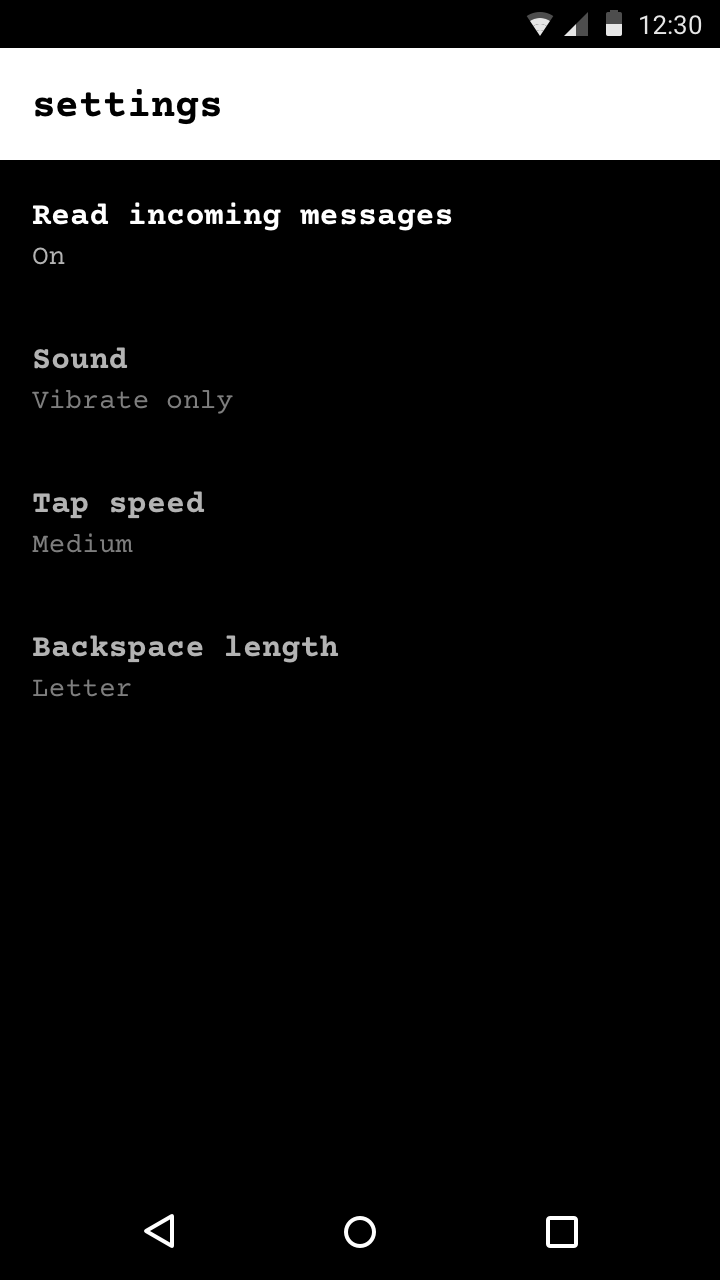 12:30
settings
Read incoming messages
On
Sound
Vibrate only
Tap speed
Medium
Backspace length
Letter